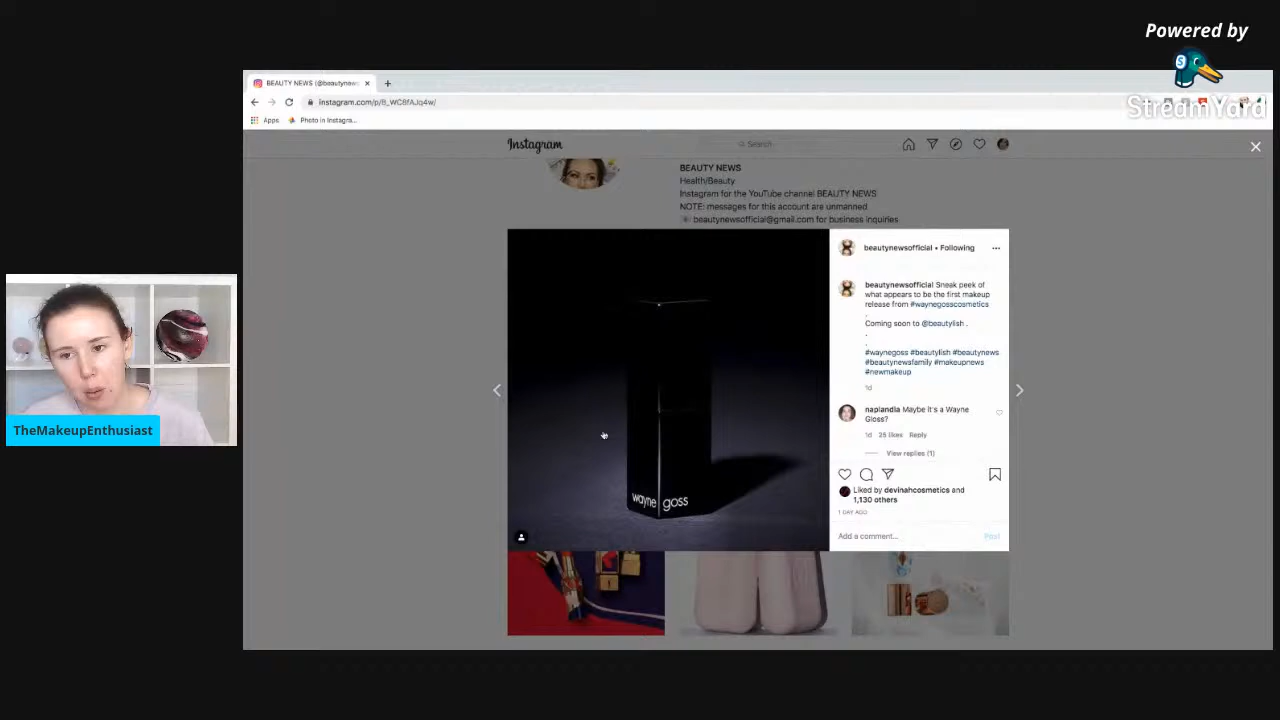 Powered by
StreamYard
BEAUTY NEWS (@beautynews
instagram.com/p/B_WC8fAJq4w/
Apps
Photo in Instagra...
Instagram
Search
BEAUTY NEWS
Health/Beauty
Instagram for the YouTube channel BEAUTY NEWS
NOTE: messages for this account are unmanned
beautynewsofficial@gmail.com for business inquiries
beautynewsofficial • Following
beautynewsofficial Sneak peek of
what appears to be the first makeup
release from #waynegosscosmetics
.
Coming soon to @beautylish .
.
.
#waynegoss #beautylish #beautynews
#beautynewsfamily #makeupnews
#newmakeup
1d
naplandia Maybe it's a Wayne
Gloss?
1d 25 likes Reply
View replies (1)
Liked by devinahcosmetics and
1,130 others
1 DAY AGO
Add a comment...
Post
wayne goss
TheMakeupEnthusiast